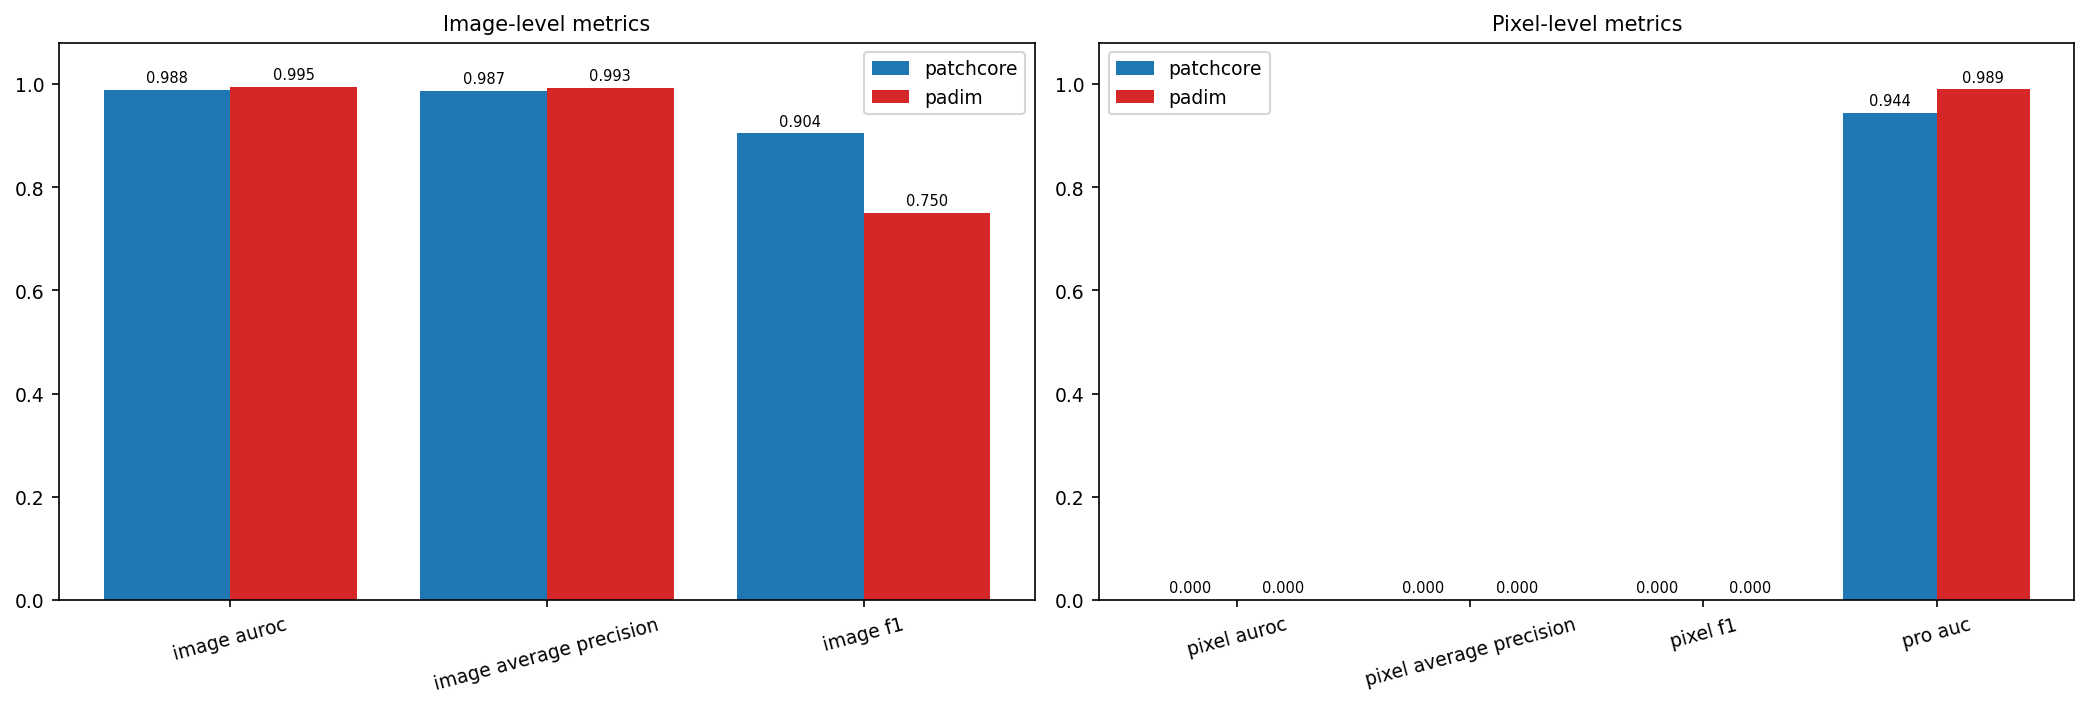 Image-level metrics
1.0
0.8
0.6
0.4
0.2
0.0
0.988
0.995
0.987
0.993
0.904
0.750
patchcore
padim
image auroc
image average precision
image f1
Pixel-level metrics
1.0
0.8
0.6
0.4
0.2
0.0
patchcore
padim
0.000
0.000
0.000
0.000
0.000
0.000
0.944
0.989
pixel auroc
pixel average precision
pixel f1
pro auc